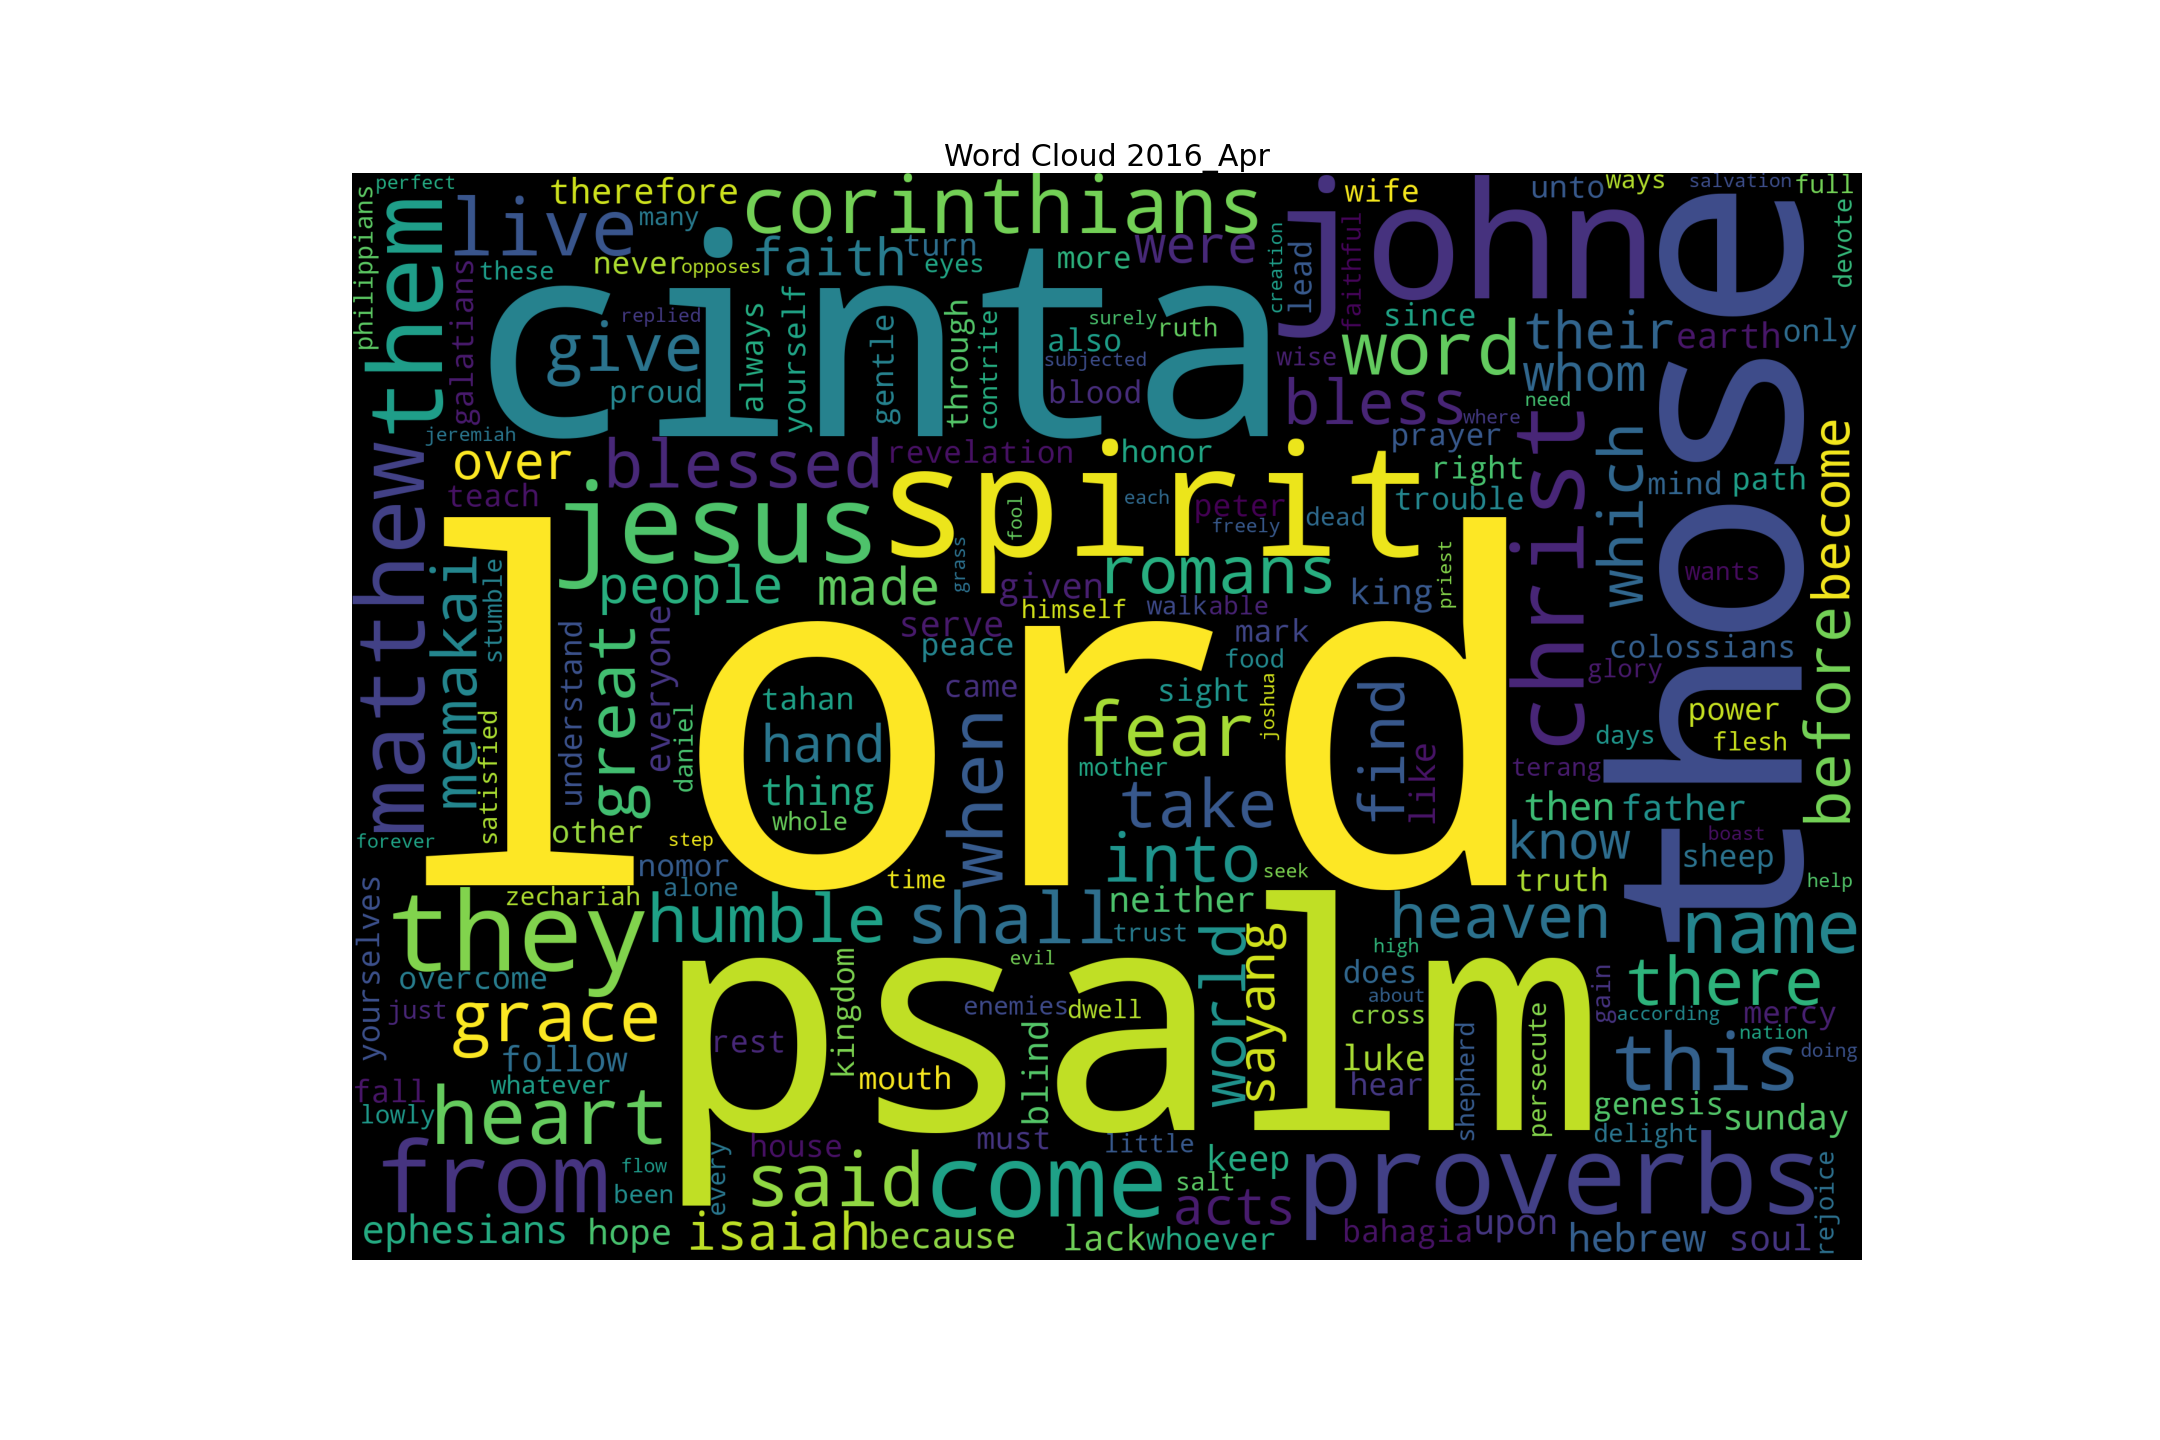 Word Cloud 2016_Apr
perfect
therefore
corinthians
wife
unto
ways
salvation
full
philippians
them
live
many
john
those
these
never
opposes
faith
turn
eyes
more
were
creation
lead
faithful
devote
galatians
cinta
give
replied
proud
always
yourself
gentle
through
contrite
also
surely
ruth
subjected
blood
since
wise
word
their
earth
only
whom
need
bless
where
jeremiah
over
blessed
revelation
honor
prayer
christ
which
become
matthew
teach
jesus
spirit
each
fool
peter
freely
dead
right
trouble
mind
path
memakai
stumble
people
made
grass
given
romans
king
priest
wants
lord
himself
walk
able
understand
great
everyone
serve
peace
mark
food
colossians
before
satisfied
daniel
tahan
hand
thing
whole
came
when
sight
fear
joshua
mother
find
like
glory
days
power
flesh
terang
take
then
father
forever
other
step
nomor
time
into
seek
know
boast
sheep
truth
help
yourselves
zechariah
alone
they
humble
shall
neither
trust
heaven
name
overcome
psalm
evil
world
sayang
high
does
about
there
just
grace
kingdom
enemies
dwell
cross
gain
according
mercy
follow
rest
blind
luke
shepherd
persecute
this
nation
doing
fall
whatever
mouth
hear
lowly
heart
genesis
sunday
must
little
delight
from
flow
been
every
house
said
come
keep
salt
acts
proverbs
rejoice
ephesians
hope
isaiah
because
lack
whoever
bahagia
upon
hebrew
soul